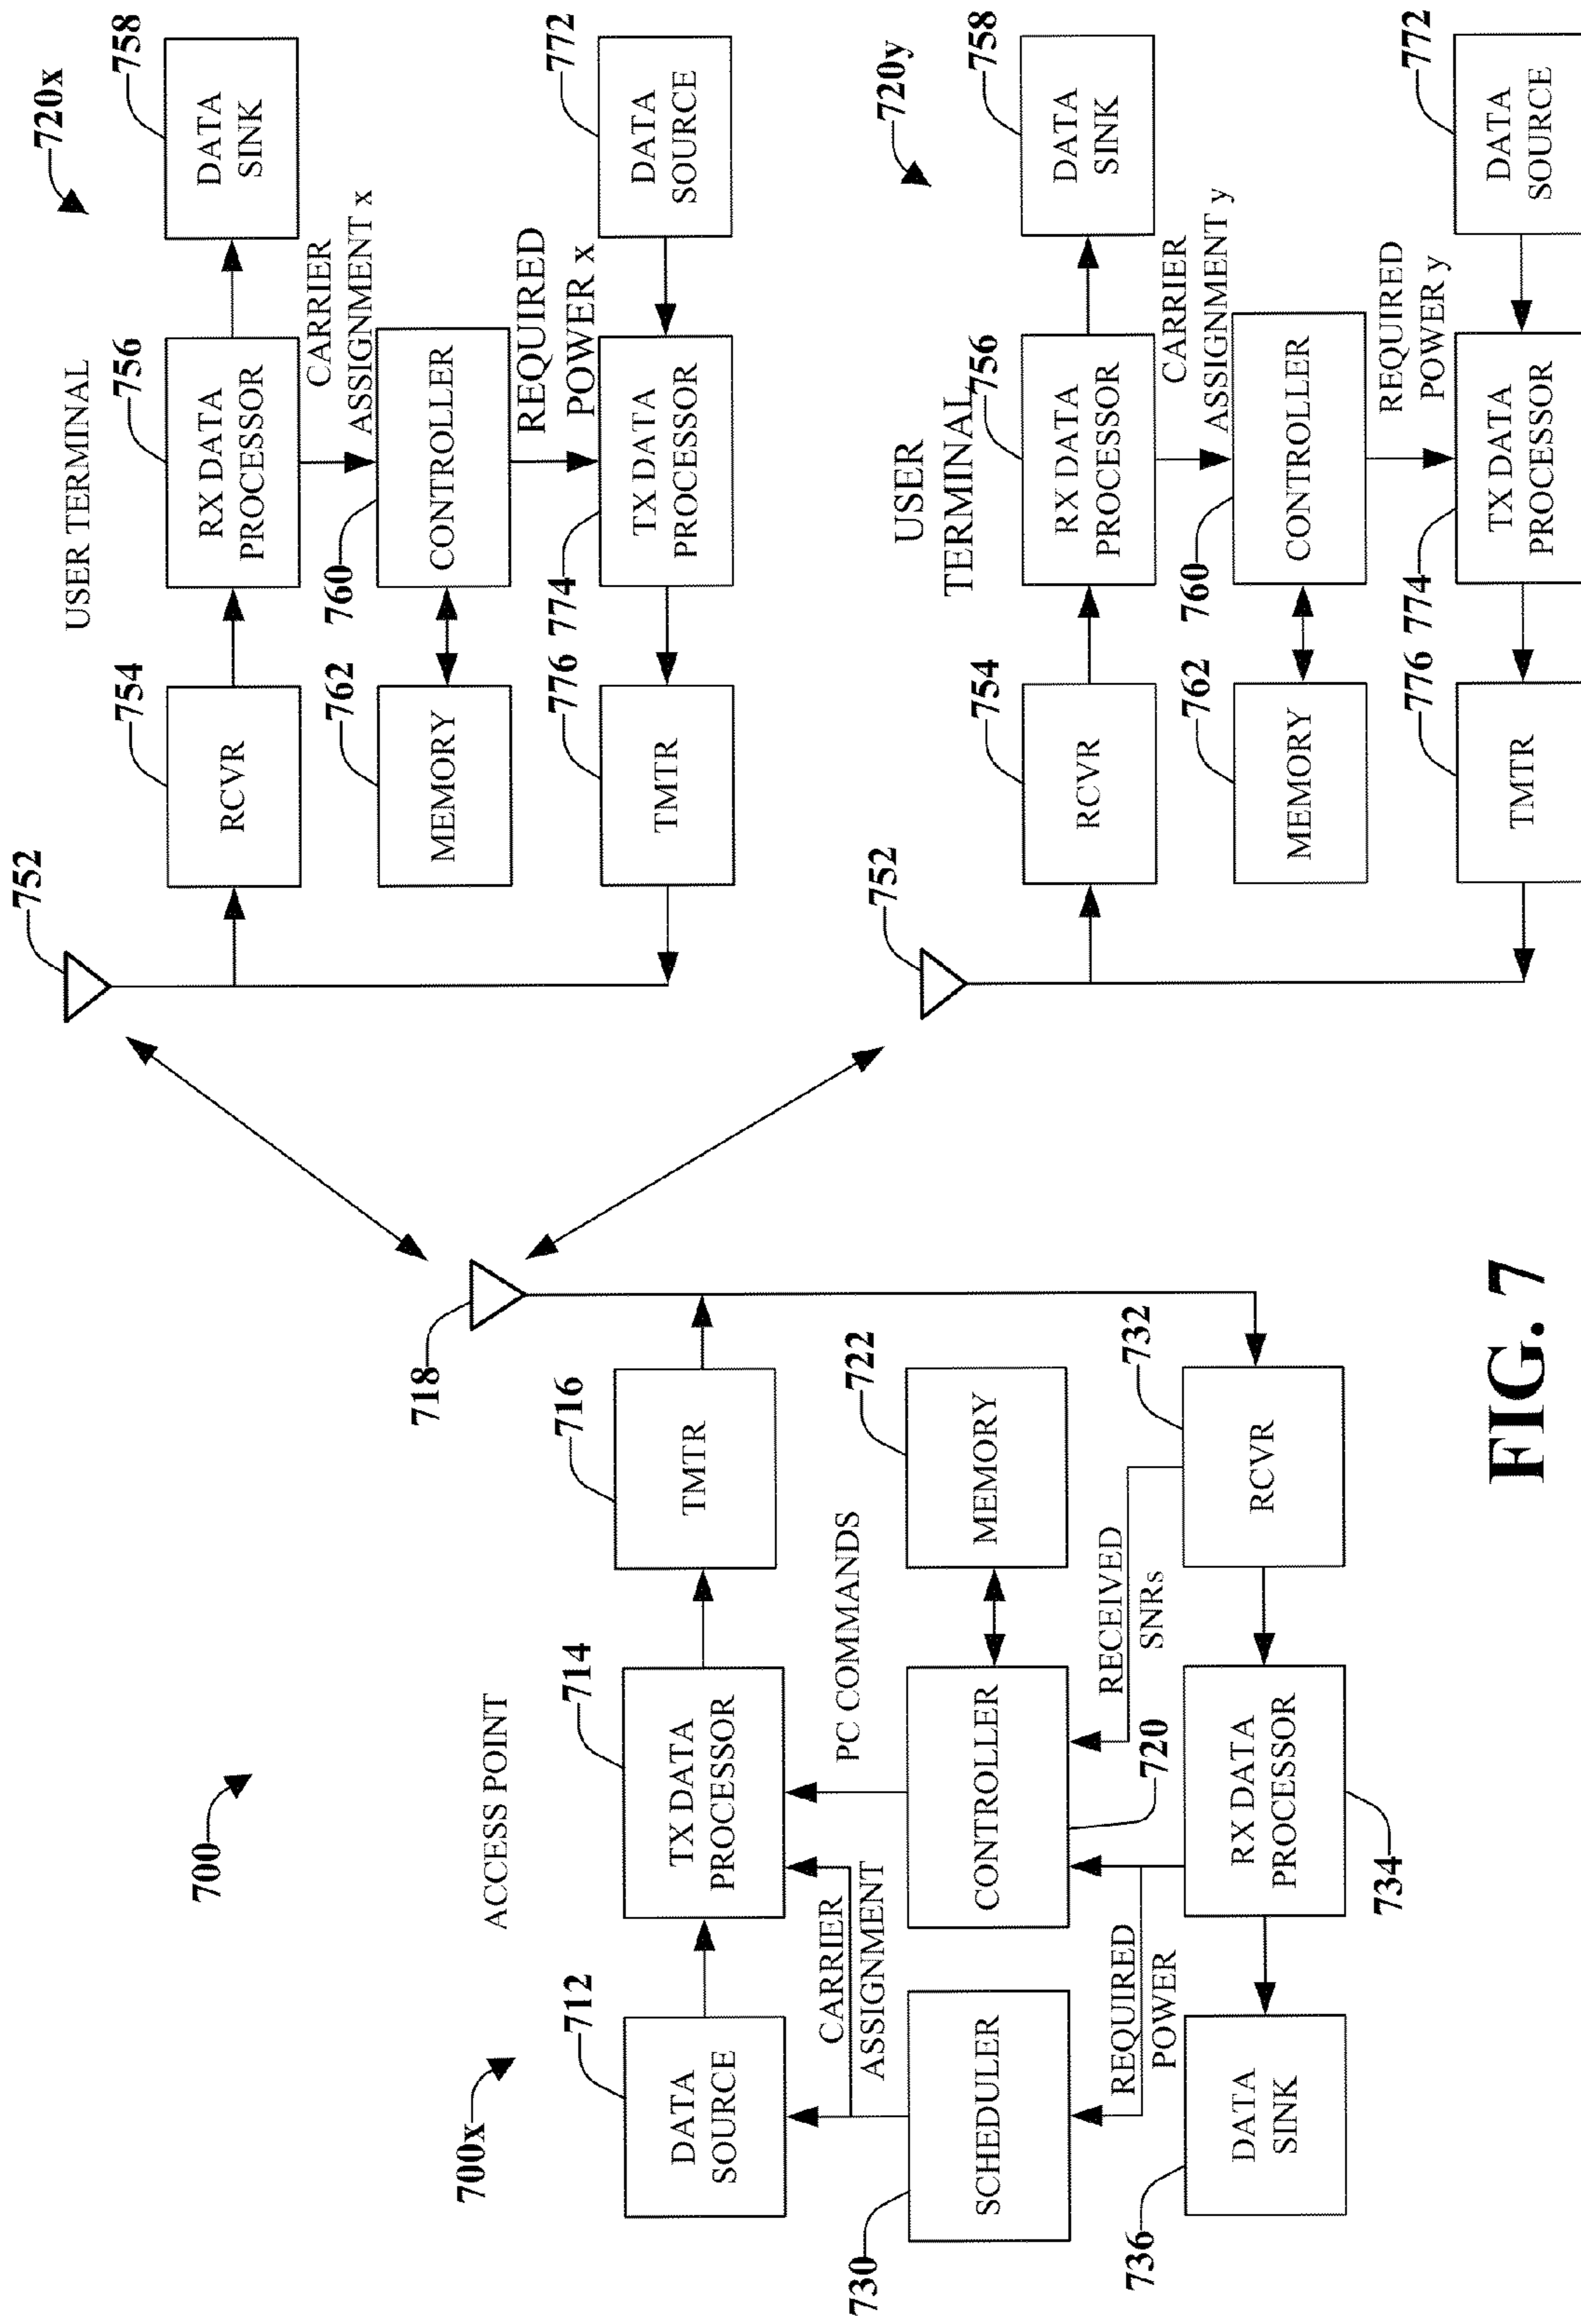 700
700x
ACCESS POINT
712
DATA
SOURCE
714
TX DATA
PROCESSOR
716
TMTR
718
CARRIER
ASSIGNMENT
PC COMMANDS
730
SCHEDULER
CONTROLLER
720
722
MEMORY
REQUIRED
POWER
RECEIVED
SNRs
736
DATA
SINK
734
RX DATA
PROCESSOR
732
RCVR
720x
USER TERMINAL
752
754
RCVR
756
RX DATA
PROCESSOR
758
DATA
SINK
CARRIER
ASSIGNMENT x
762
MEMORY
760
CONTROLLER
REQUIRED
POWER x
776
TMTR
774
TX DATA
PROCESSOR
772
DATA
SOURCE
720y
USER
TERMINAL
752
754
RCVR
756
RX DATA
PROCESSOR
758
DATA
SINK
CARRIER
ASSIGNMENT y
762
MEMORY
760
CONTROLLER
REQUIRED
POWER y
776
TMTR
774
TX DATA
PROCESSOR
772
DATA
SOURCE
FIG. 7